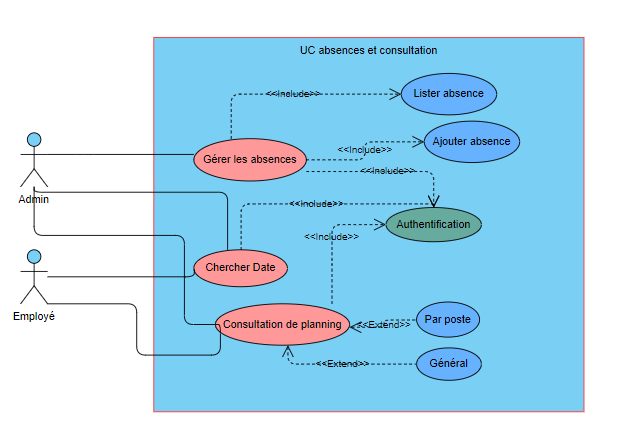 UC absences et consultation
<<Include>>
Lister absence
<<Include>>
Ajouter absence
Gérer les absences
<<Include>>
Admin
<<Include>>
Authentification
<<Include>>
Chercher Date
Employé
Consultation de planning
<<Extend>>
Par poste
<<Extend>>
Général